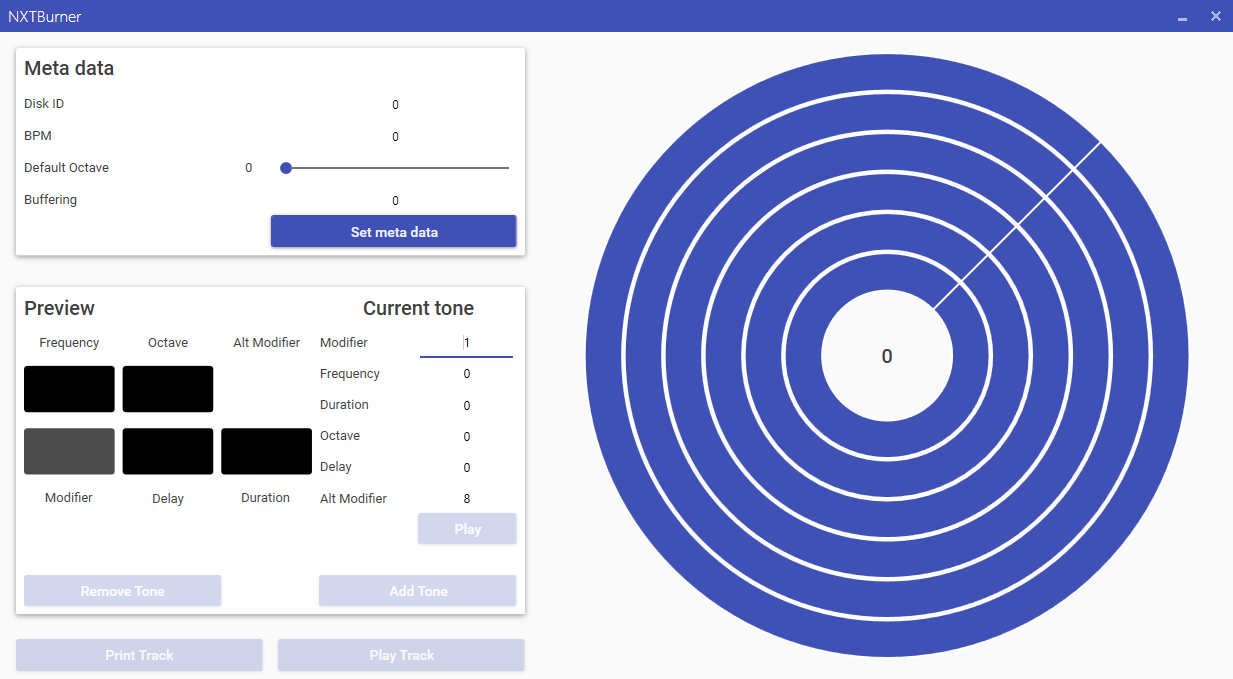 NXTBurner
Meta data
Disk ID 0
BPM 0
Default Octave 0
Buffering 0
Set meta data
Preview
Frequency Octave Alt Modifier
Modifier Delay Duration
Current tone
Modifier 1
Frequency 0
Duration 0
Octave 0
Delay 0
Alt Modifier 8
Play
Remove Tone
Add Tone
Print Track
Play Track
0